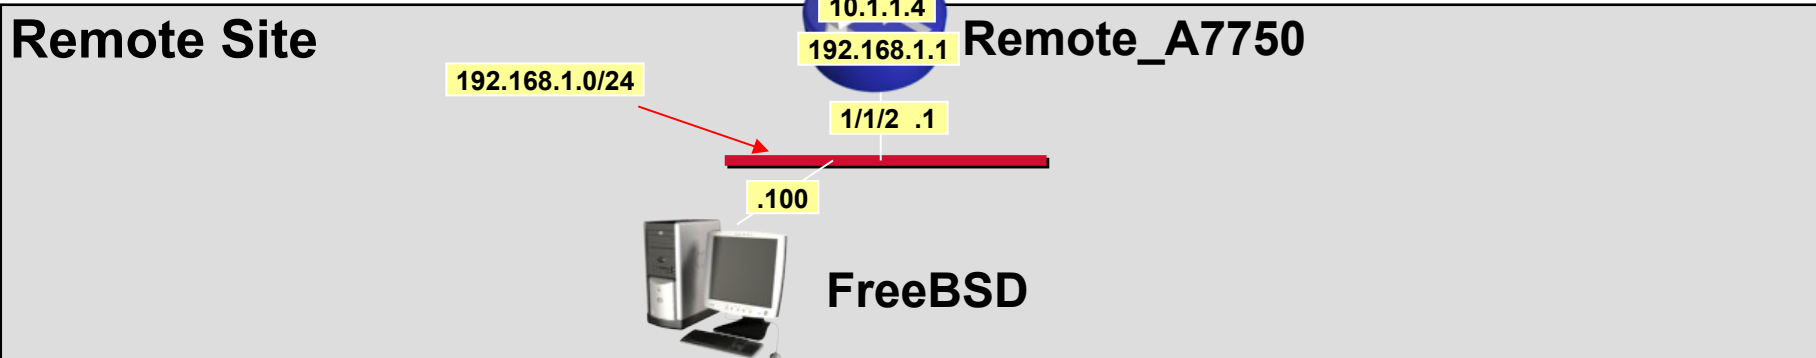 10.1.1.4
Remote Site
192.168.1.1
Remote_A7750
192.168.1.0/24
1/1/2 .1
.100
FreeBSD